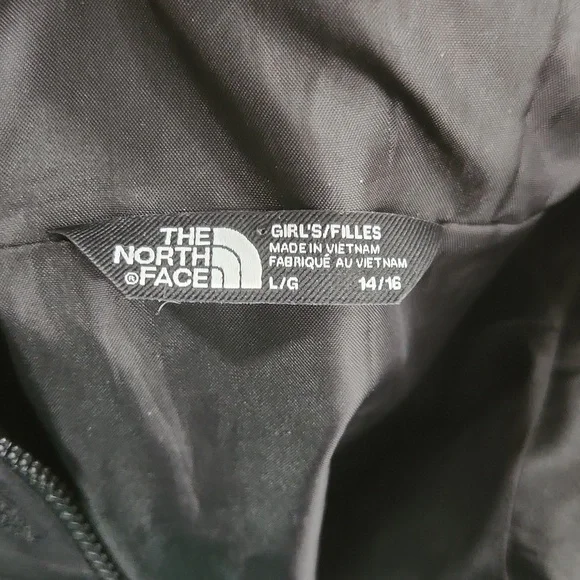 THE
NORTH
®FACE
GIRL'S/FILLES
MADE IN VIETNAM
FABRIQUÉ AU VIETNAM
L/G 14/16